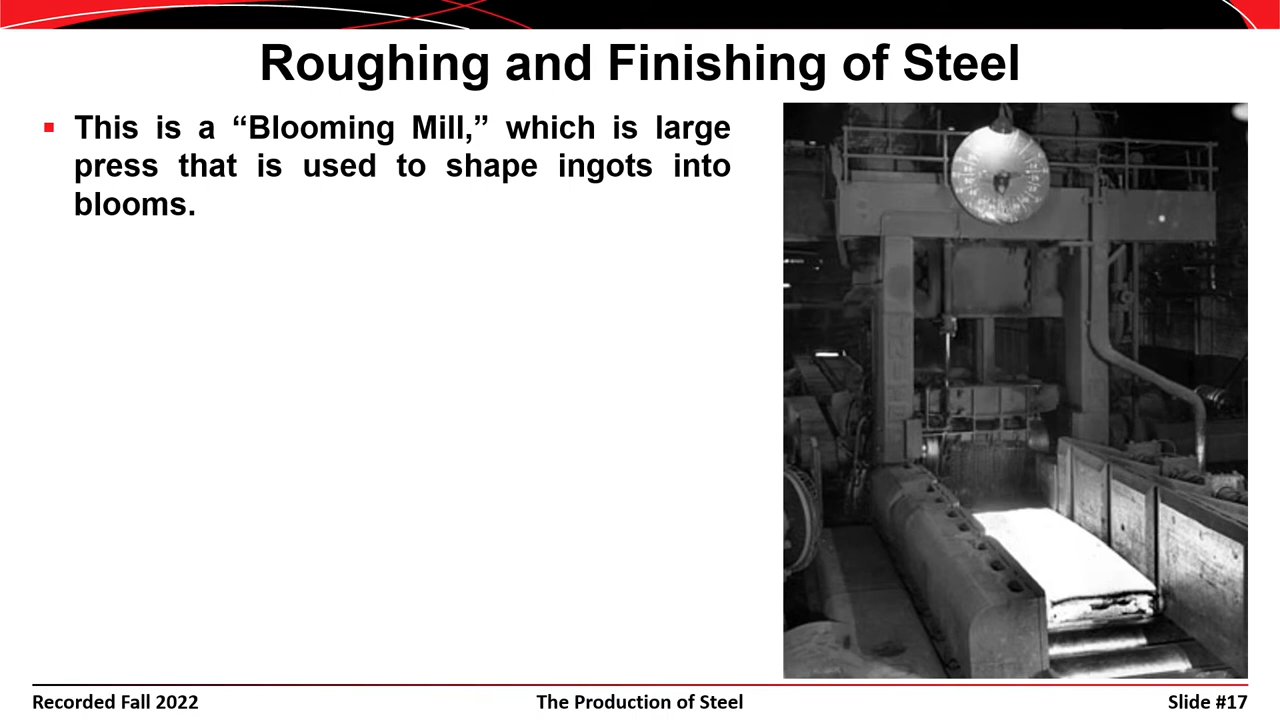 Roughing and Finishing of Steel
▪ This is a “Blooming Mill,” which is large
press that is used to shape ingots into
blooms.
Recorded Fall 2022
The Production of Steel
Slide #17